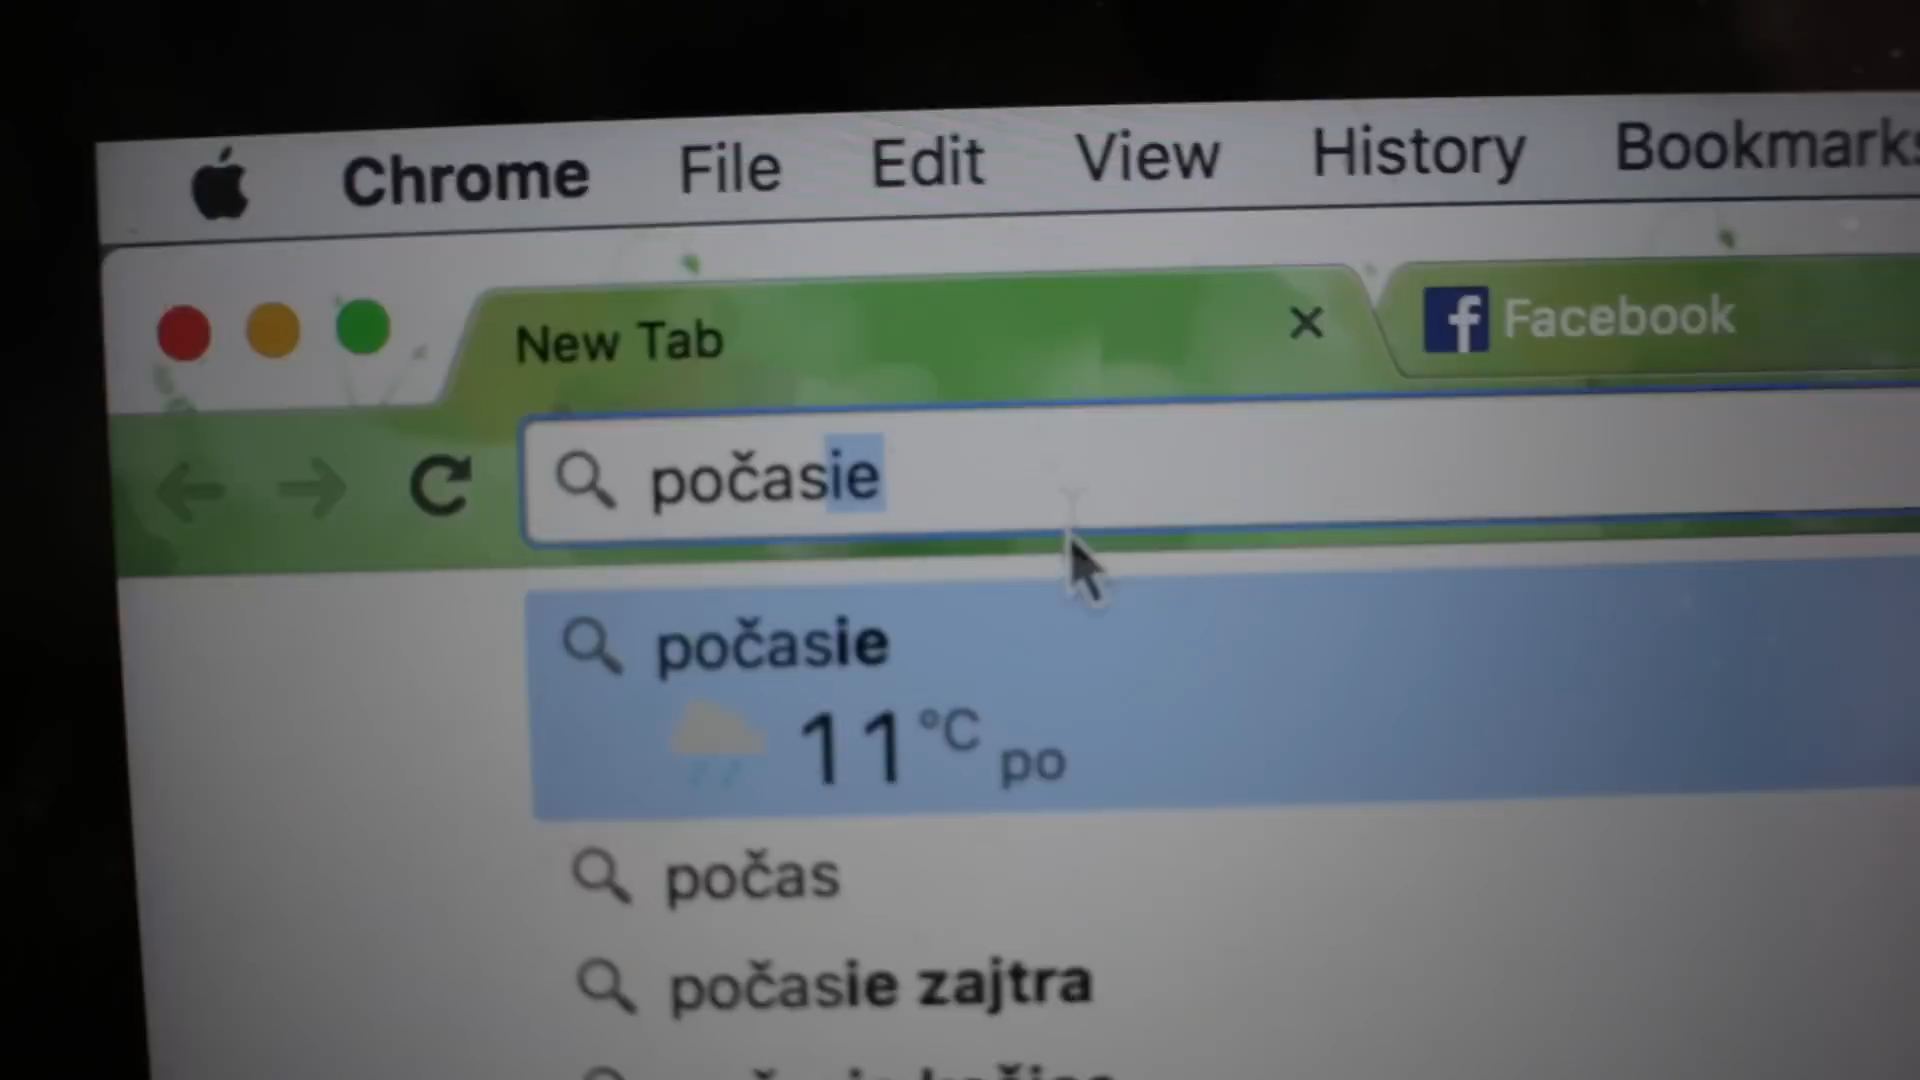 Chrome File Edit View History Bookmarks
New Tab
Facebook
počasie
počasie
11 °C po
počas
počasie zajtra